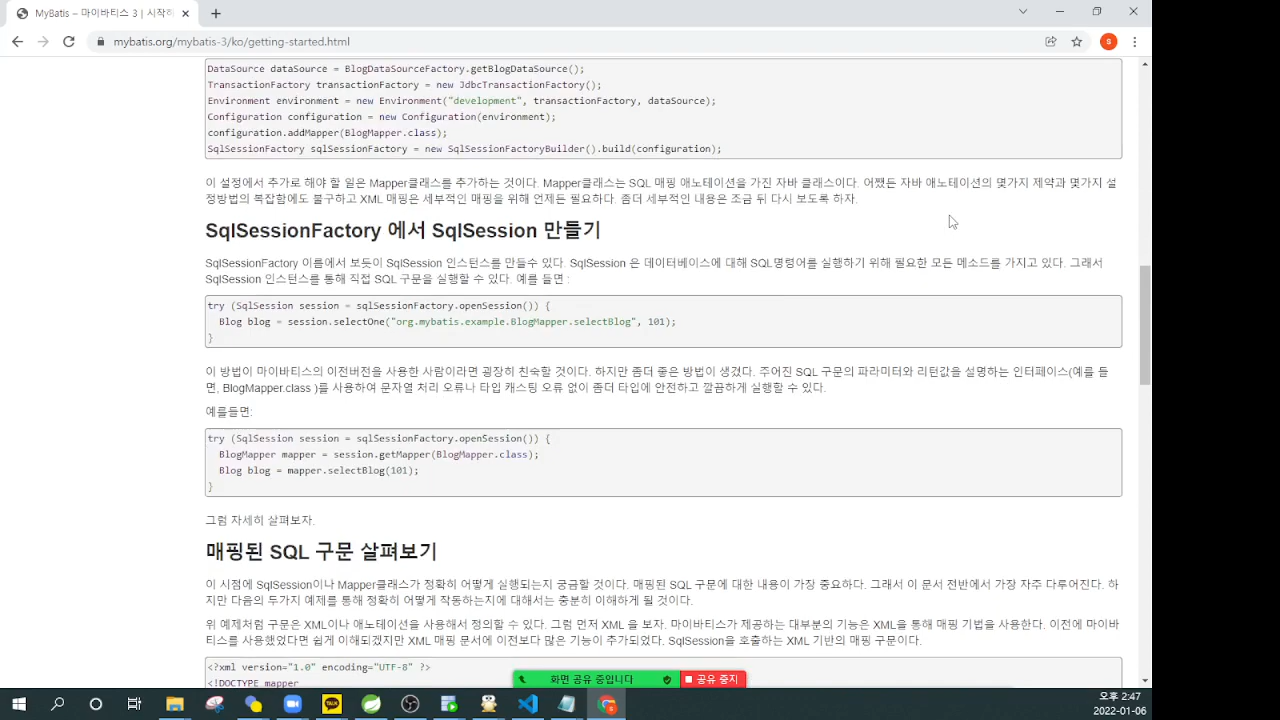 MyBatis – 마이바티스 3 | 시작하
mybatis.org/mybatis-3/ko/getting-started.html
S
DataSource dataSource = BlogDataSourceFactory.getBlogDataSource();
TransactionFactory transactionFactory = new JdbcTransactionFactory();
Environment environment = new Environment("development", transactionFactory, dataSource);
Configuration configuration = new Configuration(environment);
configuration.addMapper(BlogMapper.class);
SqlSessionFactory sqlSessionFactory = new SqlSessionFactoryBuilder().build(configuration);
이 설정에서 추가로 해야 할 일은 Mapper클래스를 추가하는 것이다. Mapper클래스는 SQL 매핑 애노테이션을 가진 자바 클래스이다. 어쨌든 자바 애노테이션의 몇가지 제약과 몇가지 설
정방법의 복잡함에도 불구하고 XML 매핑은 세부적인 매핑을 위해 언제든 필요하다. 좀더 세부적인 내용은 조금 뒤 다시 보도록 하자.
SqlSessionFactory 에서 SqlSession 만들기
SqlSessionFactory 이름에서 보듯이 SqlSession 인스턴스를 만들수 있다. SqlSession 은 데이터베이스에 대해 SQL명령어를 실행하기 위해 필요한 모든 메소드를 가지고 있다. 그래서
SqlSession 인스턴스를 통해 직접 SQL 구문을 실행할 수 있다. 예를 들면 :
try (SqlSession session = sqlSessionFactory.openSession()) {
Blog blog = session.selectOne("org.mybatis.example.BlogMapper.selectBlog", 101);
}
이 방법이 마이바티스의 이전버전을 사용한 사람이라면 굉장히 친숙할 것이다. 하지만 좀더 좋은 방법이 생겼다. 주어진 SQL 구문의 파라미터와 리턴값을 설명하는 인터페이스(예를 들
면, BlogMapper.class )를 사용하여 문자열 처리 오류나 타입 캐스팅 오류 없이 좀더 타입에 안전하고 깔끔하게 실행할 수 있다.
예를들면:
try (SqlSession session = sqlSessionFactory.openSession()) {
BlogMapper mapper = session.getMapper(BlogMapper.class);
Blog blog = mapper.selectBlog(101);
}
그럼 자세히 살펴보자.
매핑된 SQL 구문 살펴보기
이 시점에 SqlSession이나 Mapper클래스가 정확히 어떻게 실행되는지 궁금할 것이다. 매핑된 SQL 구문에 대한 내용이 가장 중요하다. 그래서 이 문서 전반에서 가장 자주 다루어진다. 하
지만 다음의 두가지 예제를 통해 정확히 어떻게 작동하는지에 대해서는 충분히 이해하게 될 것이다.
위 예제처럼 구문은 XML이나 애노테이션을 사용해서 정의할 수 있다. 그럼 먼저 XML 을 보자. 마이바티스가 제공하는 대부분의 기능은 XML을 통해 매핑 기법을 사용한다. 이전에 마이바
티스를 사용했었다면 쉽게 이해되겠지만 XML 매핑 문서에 이전보다 많은 기능이 추가되었다. SqlSession을 호출하는 XML 기반의 매핑 구문이다.
<?xml version="1.0" encoding="UTF-8" ?>
<!DOCTYPE mapper
화면 공유 중입니다
공유 중지
TALK
오후 2:47
2022-01-06